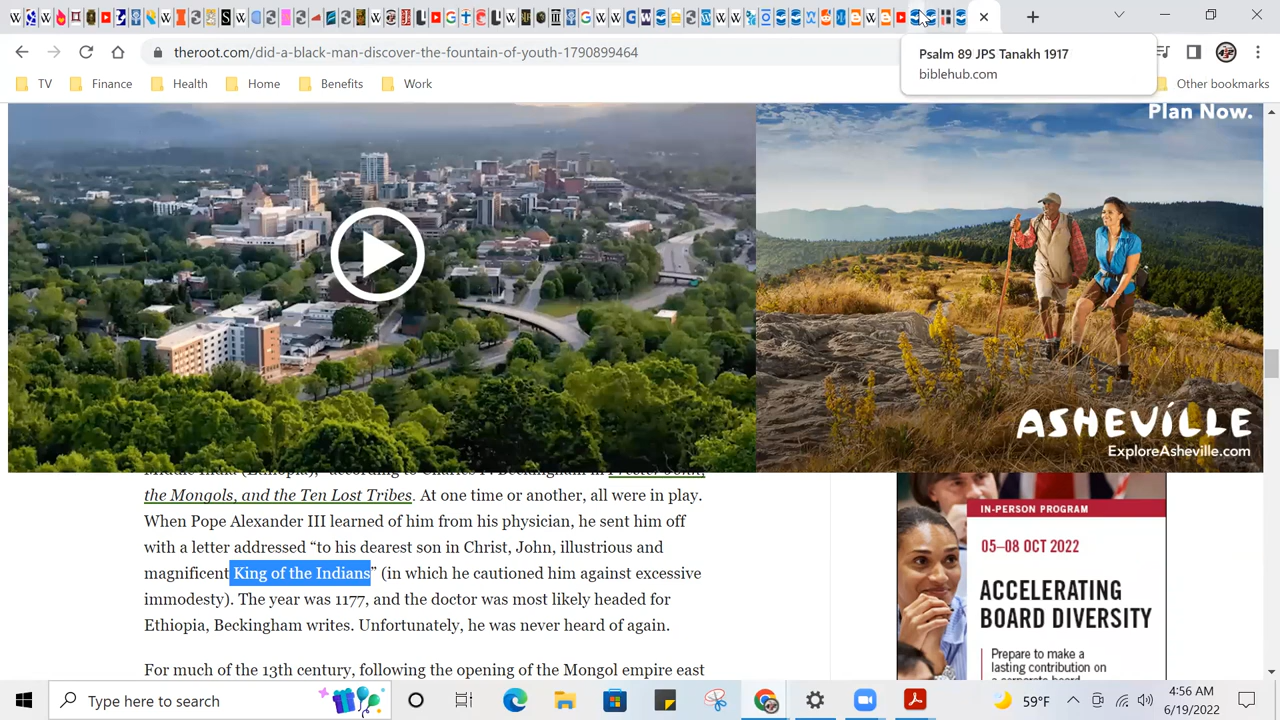 theroot.com/did-a-black-man-discover-the-fountain-of-youth-1790899464
Psalm 89 JPS Tanakh 1917
biblehub.com
TV
Finance
Health
Home
Benefits
Work
Other bookmarks
Plan Now.
ASHEVILLE
ExploreAsheville.com
the Mongols, and the Ten Lost Tribes. At one time or another, all were in play.
When Pope Alexander III learned of him from his physician, he sent him off
with a letter addressed “to his dearest son in Christ, John, illustrious and
magnificent King of the Indians” (in which he cautioned him against excessive
immodesty). The year was 1177, and the doctor was most likely headed for
Ethiopia, Beckingham writes. Unfortunately, he was never heard of again.
For much of the 13th century, following the opening of the Mongol empire east
IN-PERSON PROGRAM
05–08 OCT 2022
ACCELERATING
BOARD DIVERSITY
Prepare to make a
lasting contribution on
Type here to search
59°F
4:56 AM
6/19/2022